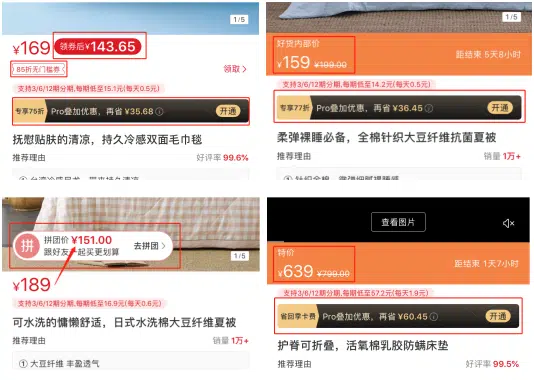 1/5
¥169 领券后¥143.65
85折无门槛券
领取 >
支持3/6/12期分期,每期低至15.1元(每天0.5元)
专享75折 Pro叠加优惠，再省 ¥35.68 开通
抚慰贴肤的清凉，持久冷感双面毛巾毯
推荐理由 好评率 99.6%
1/5
好货内部价
¥159 ¥199.00
距结束 5天8小时
支持3/6/12期分期,每期低至14.2元(每天0.5元)
专享77折 Pro叠加优惠，再省 ¥36.45 开通
柔弹裸睡必备，全棉针织大豆纤维抗菌夏被
推荐理由 销量 1万+
拼 拼团价 ¥151.00
跟好友一起买更划算
去拼团 >
1/5
¥189
支持3/6/12期分期,每期低至16.9元(每天0.6元)
可水洗的慵懒舒适，日式水洗棉大豆纤维夏被
推荐理由 销量 1万+
① 大豆纤维 丰盈透气
查看图片
特价
¥639 ¥799.00
距结束 1天7小时
支持3/6/12期分期,每期低至57.2元(每天1.9元)
省回季卡费 Pro叠加优惠，再省 ¥60.45 开通
护脊可折叠，活氧棉乳胶防螨床垫
推荐理由 好评率 99.5%